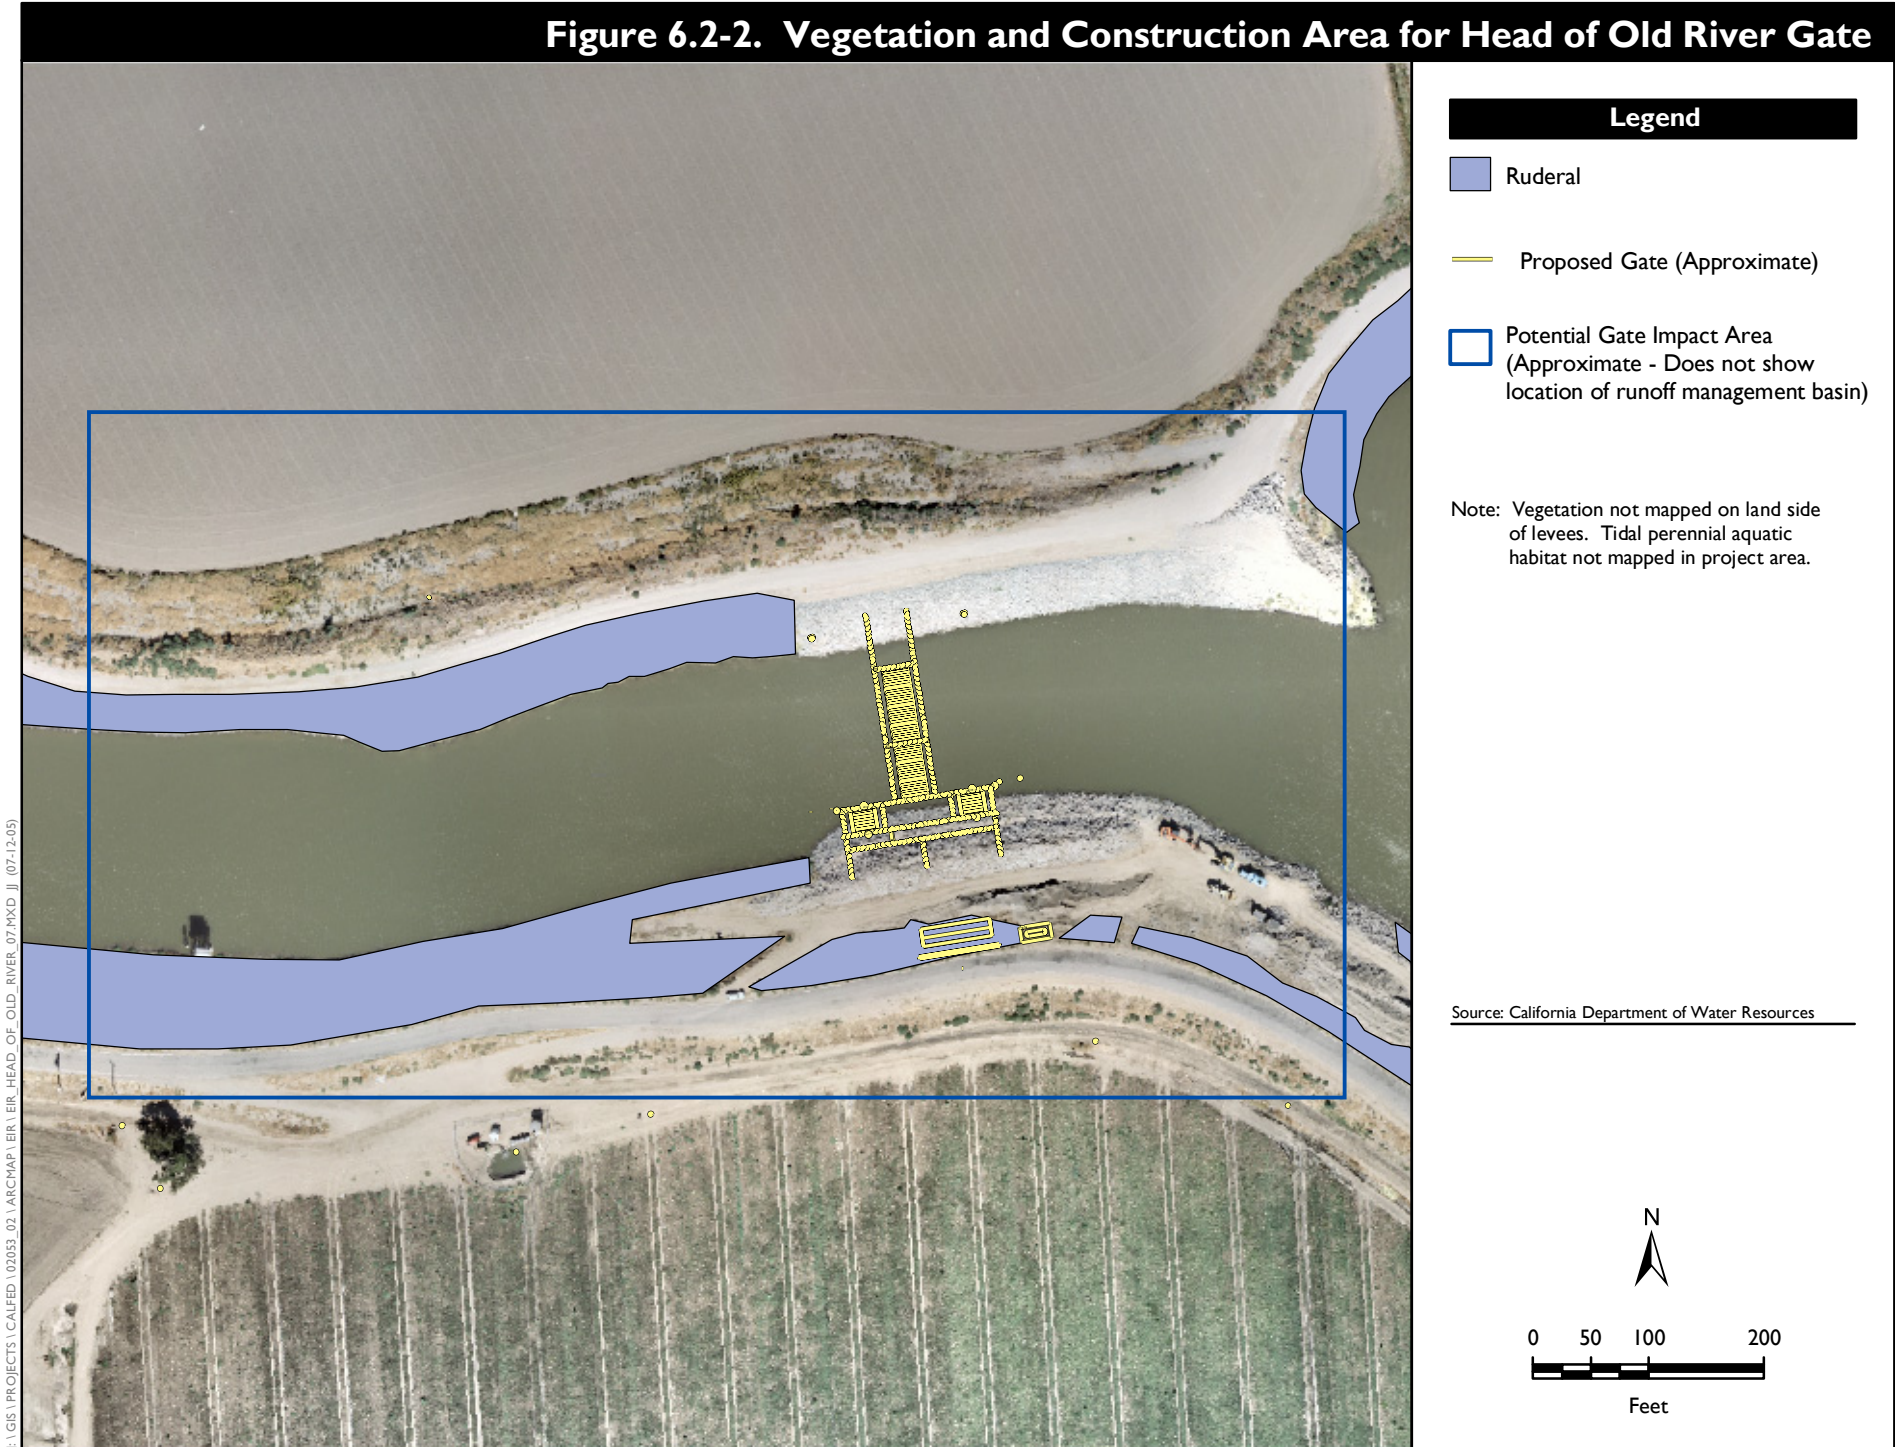 Figure 6.2-2. Vegetation and Construction Area for Head of Old River Gate
Legend
Ruderal
Proposed Gate (Approximate)
Potential Gate Impact Area
(Approximate - Does not show
location of runoff management basin)
Note: Vegetation not mapped on land side
of levees. Tidal perennial aquatic
habitat not mapped in project area.
Source: California Department of Water Resources
N
0 50 100 200
Feet
: \ GIS \ PROJECTS \ CALFED \ 02053_02 \ ARCMAP \ EIR \ EIR_HEAD_OF_OLD_RIVER_07.MXD JJ (07-12-05)